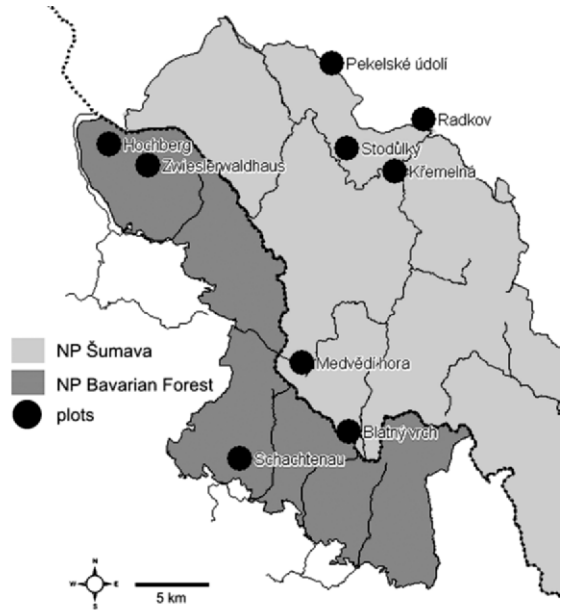 Pekelské údolí
Radkov
Hochberg
Stodůlky
Zwieslerwaldhaus
Křemelná
NP Šumava
Medvědí hora
NP Bavarian Forest
plots
Blatný vrch
Schachtenau
N
W E
S
5 km